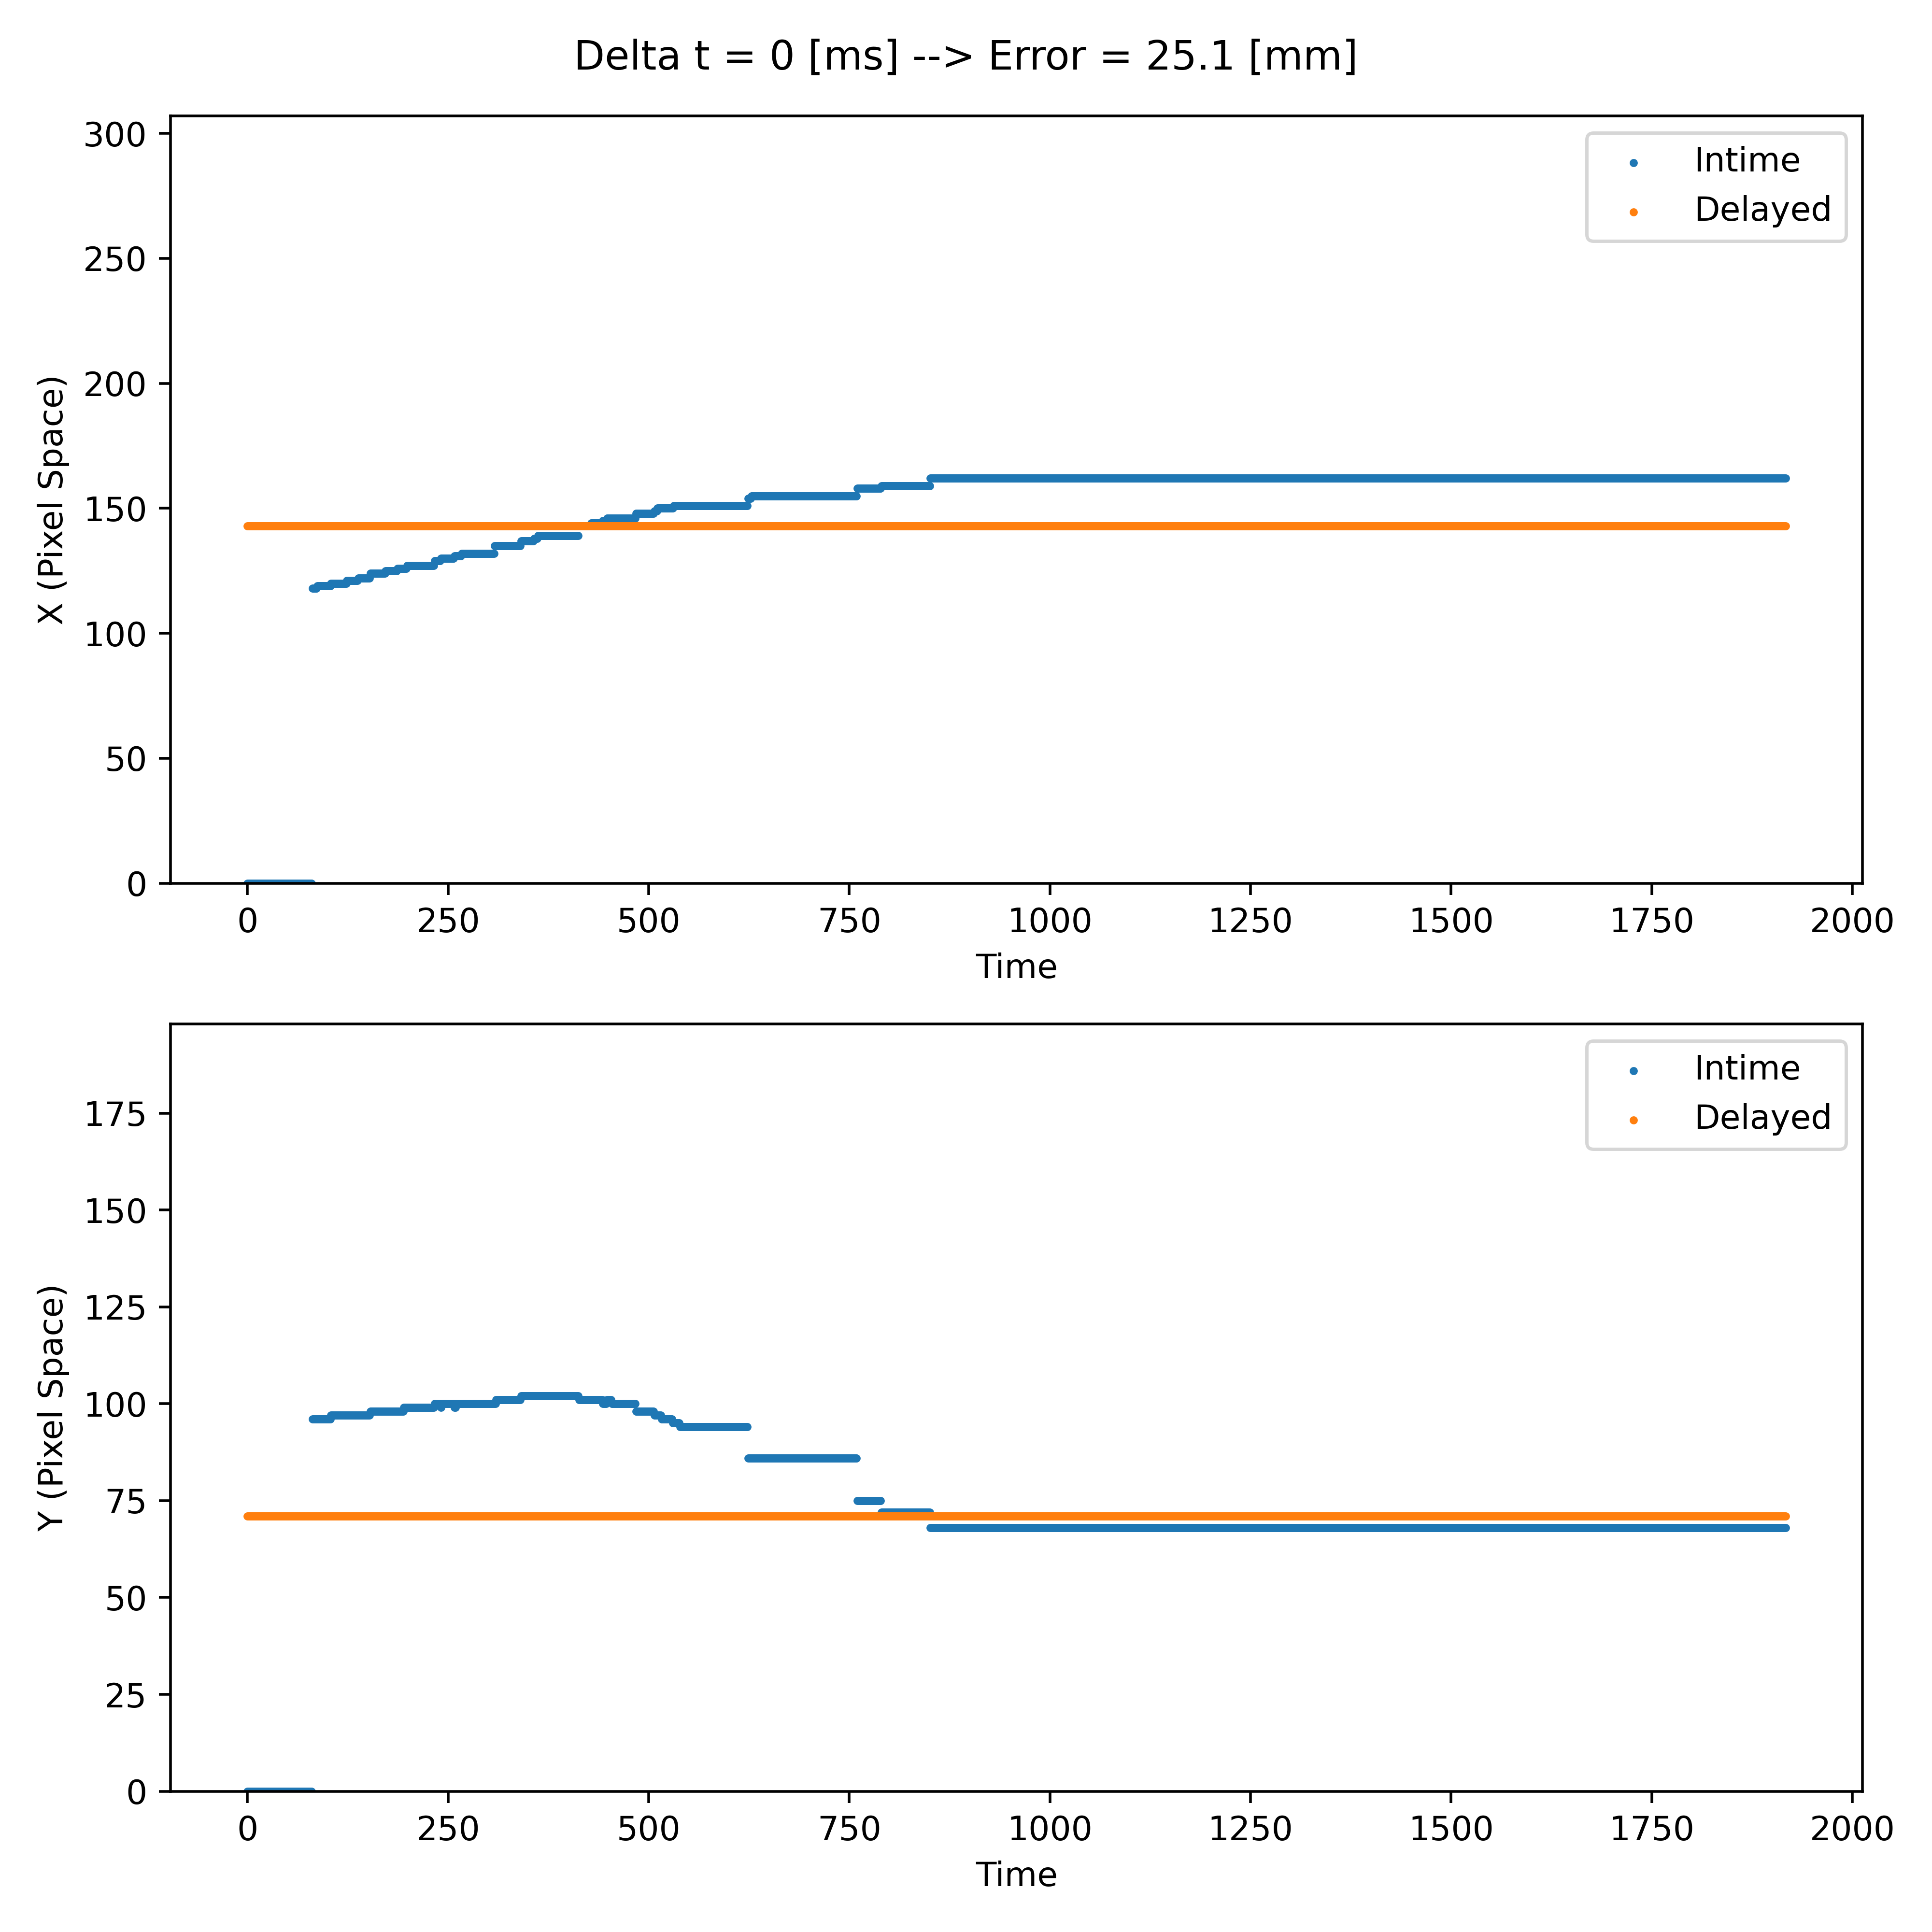 Delta t = 0 [ms] --> Error = 25.1 [mm]
300
250
200
150
100
50
0
X (Pixel Space)
Intime
Delayed
0 250 500 750 1000 1250 1500 1750 2000
Time
175
150
125
100
75
50
25
0
Y (Pixel Space)
Intime
Delayed
0 250 500 750 1000 1250 1500 1750 2000
Time